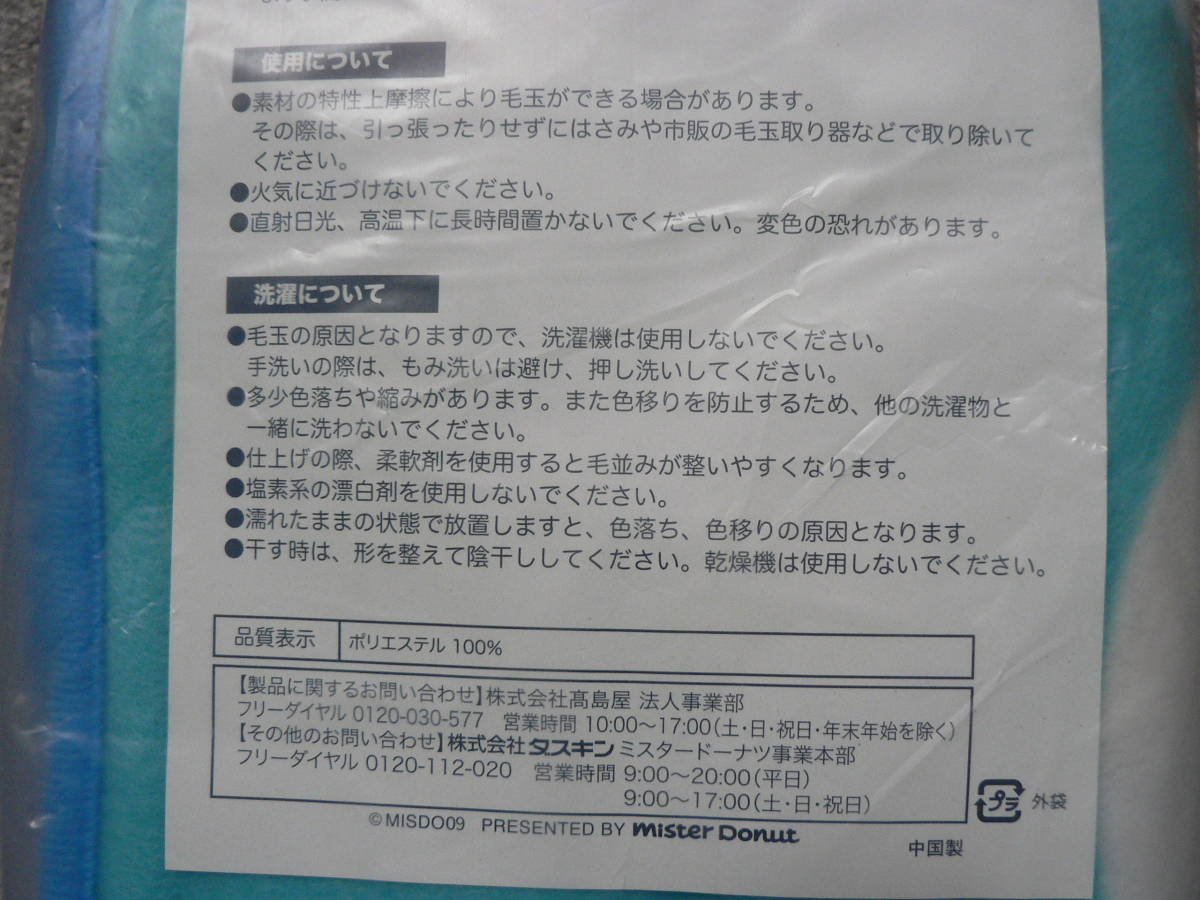 使用について
●素材の特性上摩擦により毛玉ができる場合があります。
その際は、引っ張ったりせずにはさみや市販の毛玉取り器などで取り除いて
ください。
●火気に近づけないでください。
●直射日光、高温下に長時間置かないでください。変色の恐れがあります。
洗濯について
●毛玉の原因となりますので、洗濯機は使用しないでください。
手洗いの際は、もみ洗いは避け、押し洗いしてください。
●多少色落ちや縮みがあります。また色移りを防止するため、他の洗濯物と
一緒に洗わないでください。
●仕上げの際、柔軟剤を使用すると毛並みが整いやすくなります。
●塩素系の漂白剤を使用しないでください。
●濡れたままの状態で放置しますと、色落ち、色移りの原因となります。
●干す時は、形を整えて陰干ししてください。乾燥機は使用しないでください。
品質表示 ポリエステル 100%
【製品に関するお問い合わせ】株式会社髙島屋 法人事業部
フリーダイヤル 0120-030-577 営業時間 10:00～17:00（土・日・祝日・年末年始を除く）
【その他のお問い合わせ】株式会社ダスキン ミスタードーナツ事業本部
フリーダイヤル 0120-112-020 営業時間 9:00～20:00（平日）
9:00～17:00（土・日・祝日）
プラ 外袋
©MISDO09 PRESENTED BY mister Donut
中国製